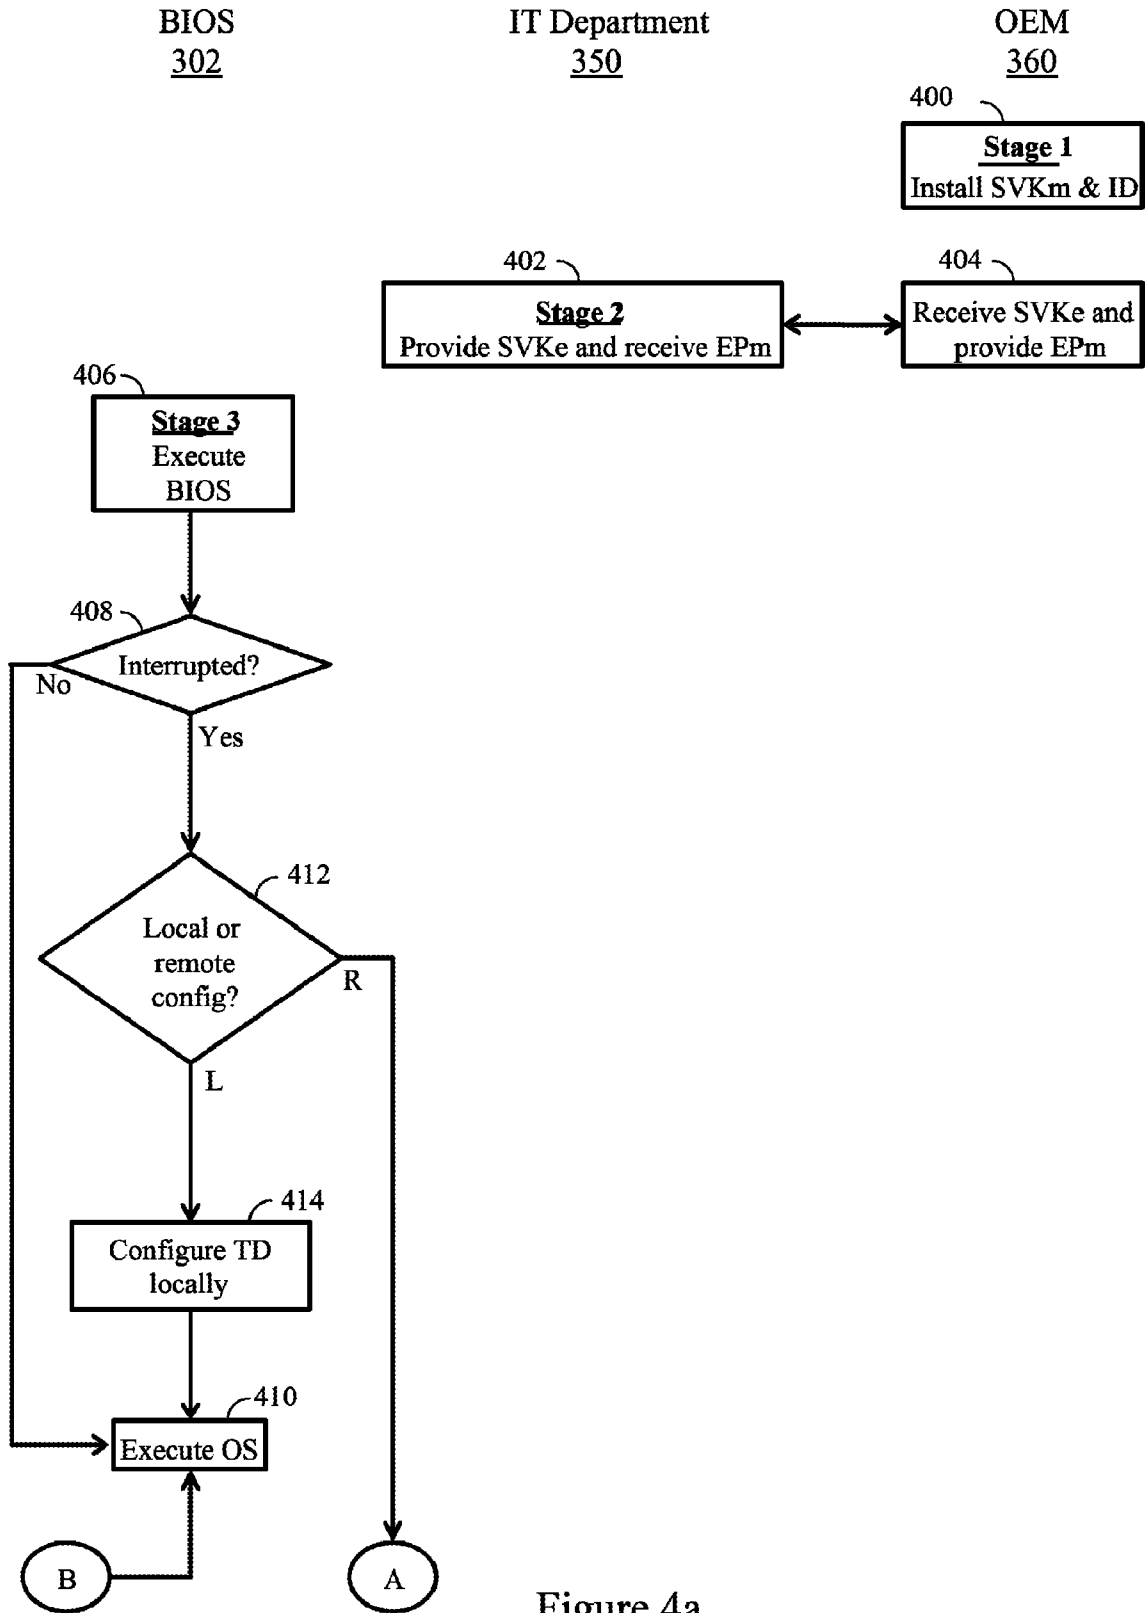 BIOS
302
IT Department
350
OEM
360
400
Stage 1
Install SVKm & ID
402
Stage 2
Provide SVKe and receive EPm
404
Receive SVKe and
provide EPm
406
Stage 3
Execute
BIOS
408
Interrupted?
No
Yes
412
Local or
remote
config?
R
L
414
Configure TD
locally
410
Execute OS
B
A
Figure 4a